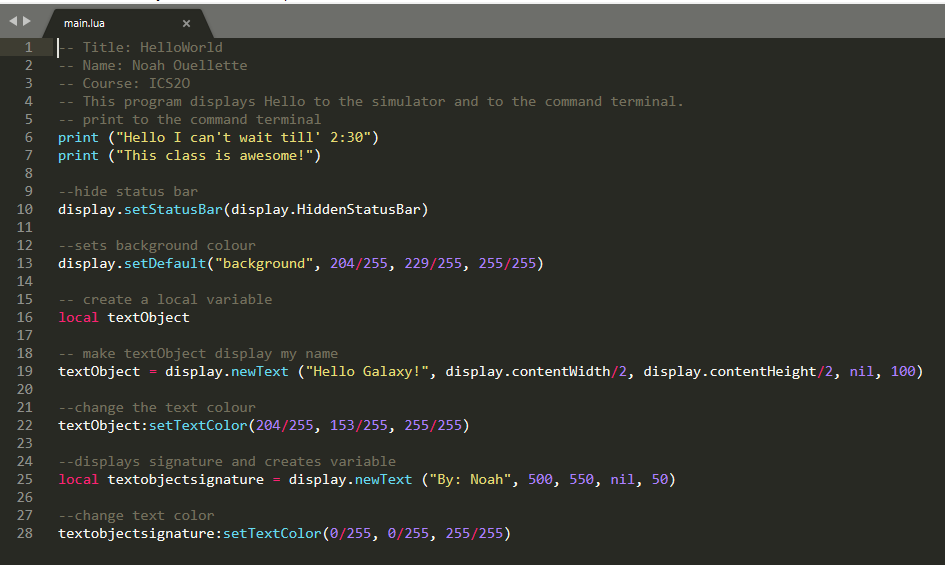 main.lua ×
1 -- Title: HelloWorld
2 -- Name: Noah Ouellette
3 -- Course: ICS2O
4 -- This program displays Hello to the simulator and to the command terminal.
5 -- print to the command terminal
6 print ("Hello I can't wait till' 2:30")
7 print ("This class is awesome!")
8
9 --hide status bar
10 display.setStatusBar(display.HiddenStatusBar)
11
12 --sets background colour
13 display.setDefault("background", 204/255, 229/255, 255/255)
14
15 -- create a local variable
16 local textObject
17
18 -- make textObject display my name
19 textObject = display.newText ("Hello Galaxy!", display.contentWidth/2, display.contentHeight/2, nil, 100)
20
21 --change the text colour
22 textObject:setTextColor(204/255, 153/255, 255/255)
23
24 --displays signature and creates variable
25 local textobjectsignature = display.newText ("By: Noah", 500, 550, nil, 50)
26
27 --change text color
28 textobjectsignature:setTextColor(0/255, 0/255, 255/255)